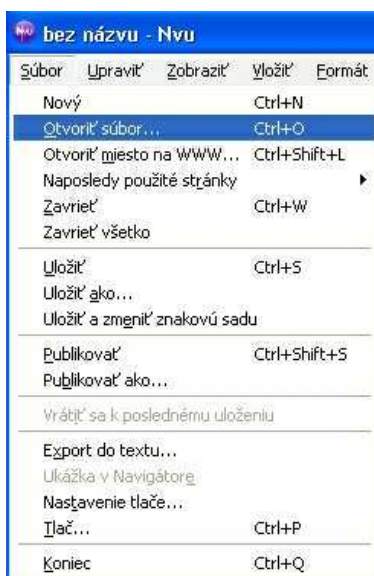 bez názvu - Nvu
Súbor Upraviť Zobraziť Vložiť Formát
Nový Ctrl+N
Otvoriť súbor... Ctrl+O
Otvoriť miesto na WWW... Ctrl+Shift+L
Naposledy použité stránky
Zavrieť Ctrl+W
Zavrieť všetko
Uložiť Ctrl+S
Uložiť ako...
Uložiť a zmeniť znakovú sadu
Publikovať Ctrl+Shift+S
Publikovať ako...
Vrátiť sa k poslednému uloženiu
Export do textu...
Ukážka v Navigátore
Nastavenie tlače...
Tlač... Ctrl+P
Koniec Ctrl+Q